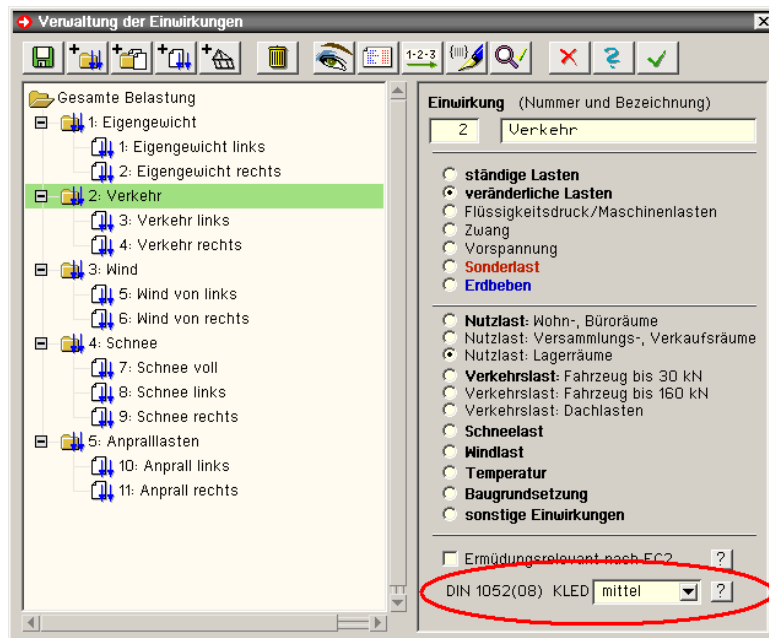 Verwaltung der Einwirkungen
1-2-3
Gesamte Belastung
1: Eigengewicht
1: Eigengewicht links
2: Eigengewicht rechts
2: Verkehr
3: Verkehr links
4: Verkehr rechts
3: Wind
5: Wind von links
6: Wind von rechts
4: Schnee
7: Schnee voll
8: Schnee links
9: Schnee rechts
5: Anpralllasten
10: Anprall links
11: Anprall rechts
Einwirkung (Nummer und Bezeichnung)
2 Verkehr
ständige Lasten
veränderliche Lasten
Flüssigkeitsdruck/Maschinenlasten
Zwang
Vorspannung
Sonderlast
Erdbeben
Nutzlast: Wohn-, Büroräume
Nutzlast: Versammlungs-, Verkaufsräume
Nutzlast: Lagerräume
Verkehrslast: Fahrzeug bis 30 kN
Verkehrslast: Fahrzeug bis 160 kN
Verkehrslast: Dachlasten
Schneelast
Windlast
Temperatur
Baugrundsetzung
sonstige Einwirkungen
Ermüdungsrelevant nach EC2 ?
DIN 1052(08) KLED mittel ?